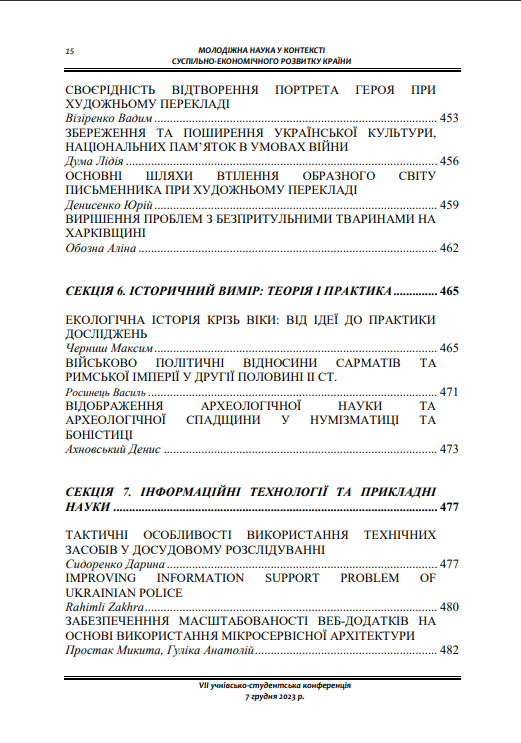 15
МОЛОДІЖНА НАУКА У КОНТЕКСТІ
СУСПІЛЬНО-ЕКОНОМІЧНОГО РОЗВИТКУ КРАЇНИ
СВОЄРІДНІСТЬ ВІДТВОРЕННЯ ПОРТРЕТА ГЕРОЯ ПРИ
ХУДОЖНЬОМУ ПЕРЕКЛАДІ
Візіренко Вадим ........ 453
ЗБЕРЕЖЕННЯ ТА ПОШИРЕННЯ УКРАЇНСЬКОЇ КУЛЬТУРИ,
НАЦІОНАЛЬНИХ ПАМ’ЯТОК В УМОВАХ ВІЙНИ
Дума Лідія ........ 456
ОСНОВНІ ШЛЯХИ ВТІЛЕННЯ ОБРАЗНОГО СВІТУ
ПИСЬМЕННИКА ПРИ ХУДОЖНЬОМУ ПЕРЕКЛАДІ
Денисенко Юрій ........ 459
ВИРІШЕННЯ ПРОБЛЕМ З БЕЗПРИТУЛЬНИМИ ТВАРИНАМИ НА
ХАРКІВЩИНІ
Обозна Аліна ........ 462
СЕКЦІЯ 6. ІСТОРИЧНИЙ ВИМІР: ТЕОРІЯ І ПРАКТИКА ........ 465
ЕКОЛОГІЧНА ІСТОРІЯ КРІЗЬ ВІКИ: ВІД ІДЕЇ ДО ПРАКТИКИ
ДОСЛІДЖЕНЬ
Черниш Максим ........ 465
ВІЙСЬКОВО ПОЛІТИЧНІ ВІДНОСИНИ САРМАТІВ ТА
РИМСЬКОЇ ІМПЕРІЇ У ДРУГІЇ ПОЛОВИНІ ІІ СТ.
Росинець Василь ........ 471
ВІДОБРАЖЕННЯ АРХЕОЛОГІЧНОЇ НАУКИ ТА
АРХЕОЛОГІЧНОЇ СПАДЩИНИ У НУМІЗМАТИЦІ ТА
БОНІСТИЦІ
Ахновський Денис ........ 473
СЕКЦІЯ 7. ІНФОРМАЦІЙНІ ТЕХНОЛОГІЇ ТА ПРИКЛАДНІ
НАУКИ ........ 477
ТАКТИЧНІ ОСОБЛИВОСТІ ВИКОРИСТАННЯ ТЕХНІЧНИХ
ЗАСОБІВ У ДОСУДОВОМУ РОЗСЛІДУВАННІ
Сидоренко Дарина ........ 477
IMPROVING INFORMATION SUPPORT PROBLEM OF
UKRAINIAN POLICE
Rahimli Zakhra ........ 480
ЗАБЕЗПЕЧЕНННЯ МАСШТАБОВАНОСТІ ВЕБ-ДОДАТКІВ НА
ОСНОВІ ВИКОРИСТАННЯ МІКРОСЕРВІСНОЇ АРХІТЕКТУРИ
Простак Микита, Гуліка Анатолій ........ 482
VII учнівсько-студентська конференція
7 грудня 2023 р.